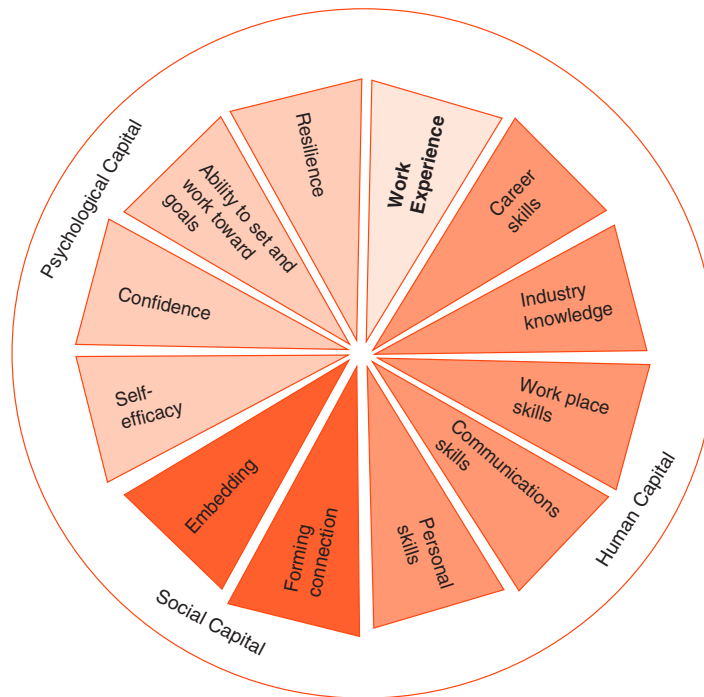 Work
Experience
Career
skills
Industry
knowledge
Work place
skills
Communications
skills
Personal
skills
Human Capital
Forming
connection
Embedding
Social Capital
Self-
efficacy
Confidence
Ability to set and
work toward
goals
Resilience
Psychological Capital